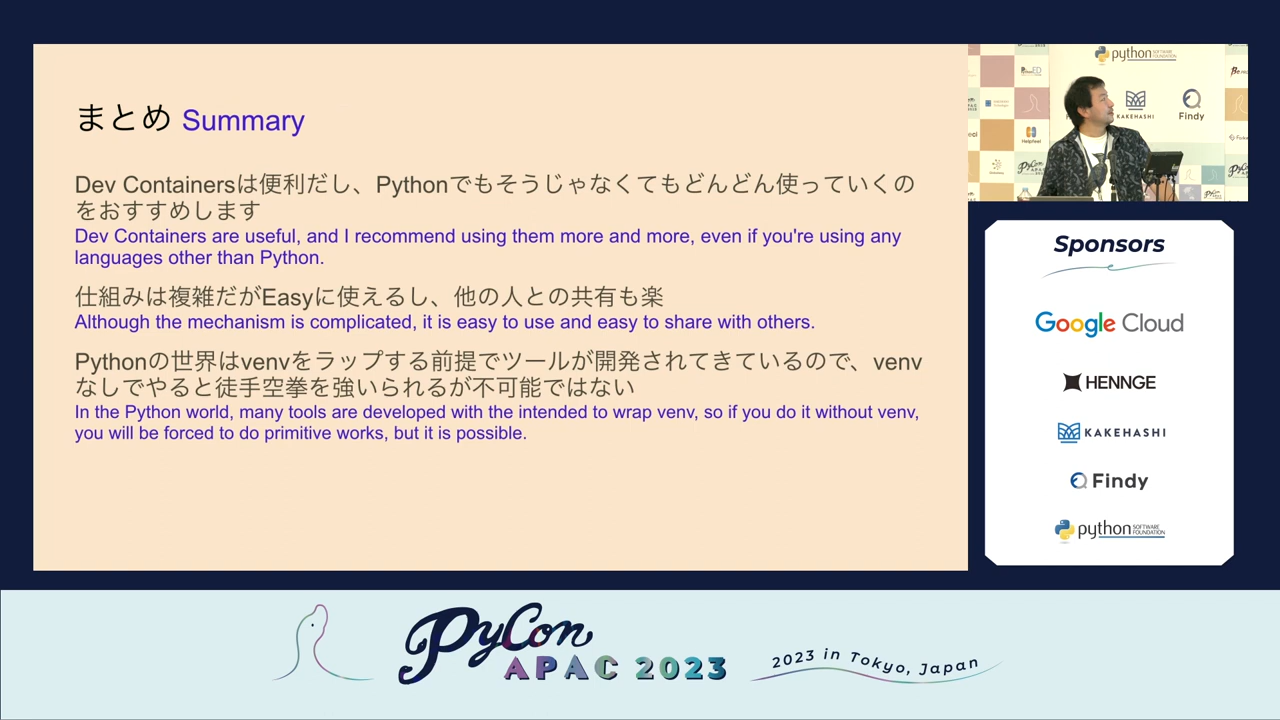 まとめ Summary
Dev Containersは便利だし、Pythonでもそうじゃなくてもどんどん使っていくの
をおすすめします
Dev Containers are useful, and I recommend using them more and more, even if you're using any
languages other than Python.
仕組みは複雑だがEasyに使えるし、他の人との共有も楽
Although the mechanism is complicated, it is easy to use and easy to share with others.
Pythonの世界はvenvをラップする前提でツールが開発されてきているので、venv
なしでやると徒手空拳を強いられるが不可能ではない
In the Python world, many tools are developed with the intended to wrap venv, so if you do it without venv,
you will be forced to do primitive works, but it is possible.
python
KAKEHASHI
Findy
HelpFeel
PyCon
Sponsors
Google Cloud
HENNGE
KAKEHASHI
Findy
python SOFTWARE FOUNDATION
PyCon
APAC 2023
2023 in Tokyo, Japan